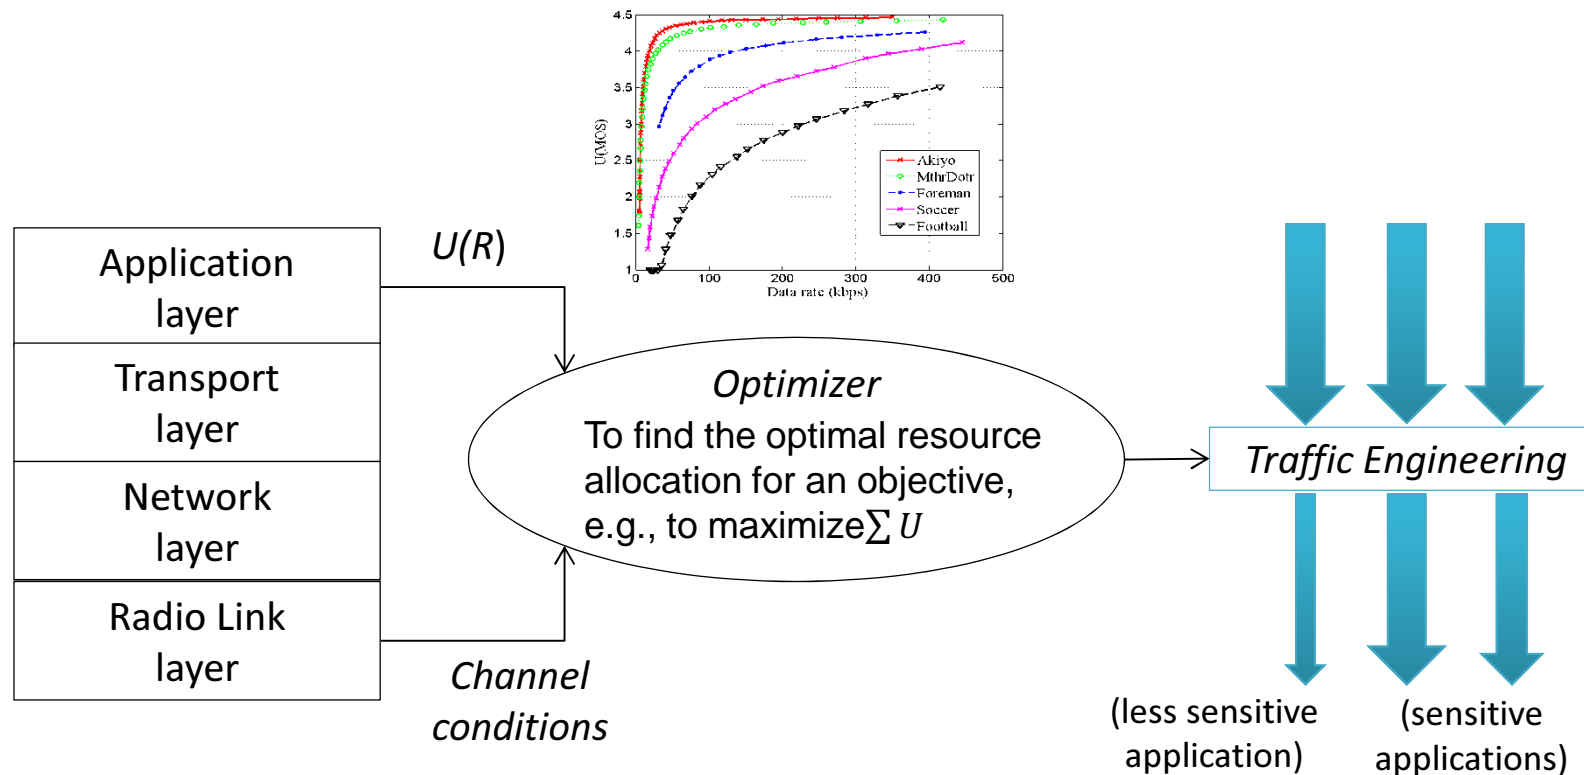 4.5
4
3.5
3
2.5
2
1.5
1
U(MOS)
0
100
200
300
400
500
Data rate (kbps)
Akiyo
MthrDotr
Foreman
Soccer
Football
Application
layer
Transport
layer
Network
layer
Radio Link
layer
U(R)
Channel
conditions
Optimizer
To find the optimal resource
allocation for an objective,
e.g., to maximize∑ U
Traffic Engineering
(less sensitive
application)
(sensitive
applications)